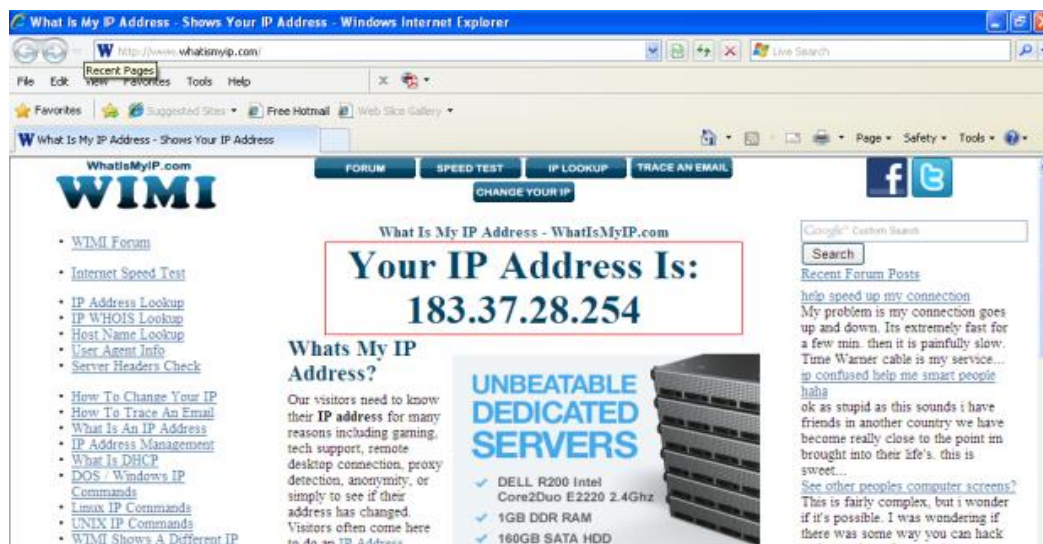 What Is My IP Address - Shows Your IP Address - Windows Internet Explorer
http://www.whatismyip.com/
Live Search
Recent Pages
File Edit View Favorites Tools Help
Favorites Suggested Sites Free Hotmail Web Slice Gallery
What Is My IP Address - Shows Your IP Address
Page Safety Tools
WhatIsMyIP.com
WIMI
FORUM SPEED TEST IP LOOKUP TRACE AN EMAIL
CHANGE YOUR IP
WIMI Forum
Internet Speed Test
IP Address Lookup
IP WHOIS Lookup
Host Name Lookup
User Agent Info
Server Headers Check
How To Change Your IP
How To Trace An Email
What Is An IP Address
IP Address Management
What Is DHCP
DOS / Windows IP
Commands
Linux IP Commands
UNIX IP Commands
WIMI Shows A Different IP
What Is My IP Address - WhatIsMyIP.com
Your IP Address Is:
183.37.28.254
Whats My IP
Address?
Our visitors need to know
their IP address for many
reasons including gaming,
tech support, remote
desktop connection, proxy
detection, anonymity, or
simply to see if their
address has changed.
Visitors often come here
to do an IP Address
UNBEATABLE
DEDICATED
SERVERS
DELL R200 Intel
Core2Duo E2220 2.4Ghz
1GB DDR RAM
160GB SATA HDD
Google Custom Search
Search
Recent Forum Posts
help speed up my connection
My problem is my connection goes
up and down. Its extremely fast for
a few min. then it is painfully slow.
Time Warner cable is my service...
ip confused help me smart people
haha
ok as stupid as this sounds i have
friends in another country we have
become really close to the point im
brought into their life's. this is
sweet...
See other peoples computer screens?
This is fairly complex, but i wonder
if it's possible. I was wondering if
there was some way you can hack